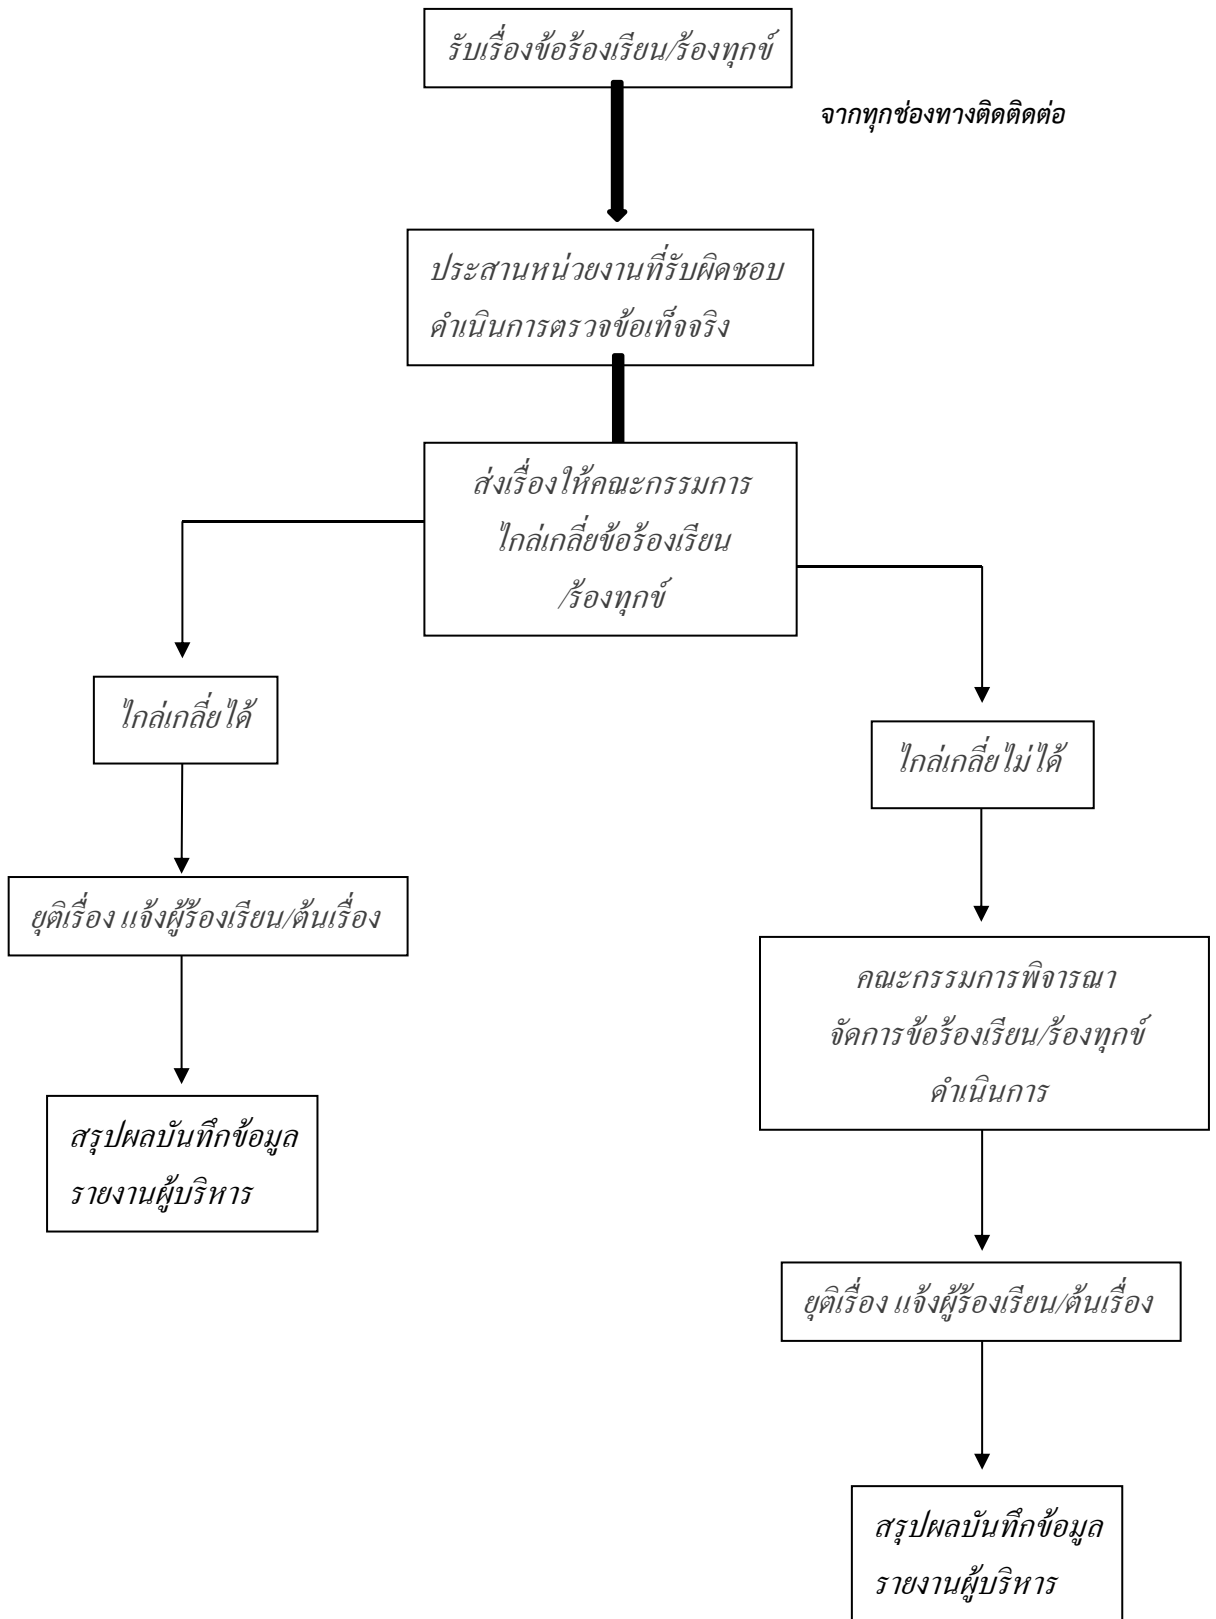 รับเรื่องข้อร้องเรียน/ร้องทุกข์
จากทุกช่องทางติดติดต่อ
ประสานหน่วยงานที่รับผิดชอบ
ดำเนินการตรวจข้อเท็จจริง
ส่งเรื่องให้คณะกรรมการ
ไกล่เกลี่ยข้อร้องเรียน
/ร้องทุกข์
ไกล่เกลี่ยได้
ไกล่เกลี่ยไม่ได้
ยุติเรื่อง แจ้งผู้ร้องเรียน/ต้นเรื่อง
คณะกรรมการพิจารณา
จัดการข้อร้องเรียน/ร้องทุกข์
ดำเนินการ
สรุปผลบันทึกข้อมูล
รายงานผู้บริหาร
ยุติเรื่อง แจ้งผู้ร้องเรียน/ต้นเรื่อง
สรุปผลบันทึกข้อมูล
รายงานผู้บริหาร